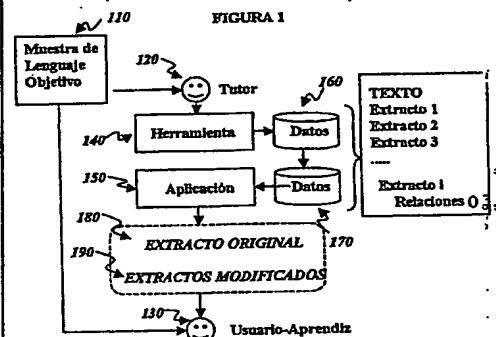 FIGURA 1
110
Muestra de
Lenguaje
Objetivo
120
Tutor
160
140
Herramienta
Datos
TEXTO
Extracto 1
Extracto 2
Extracto 3
.....
Extracto i
Relaciones ()
150
Aplicación
Datos
180
EXTRACTO ORIGINAL
170
190
EXTRACTOS MODIFICADOS
130
Usuario-Aprendiz